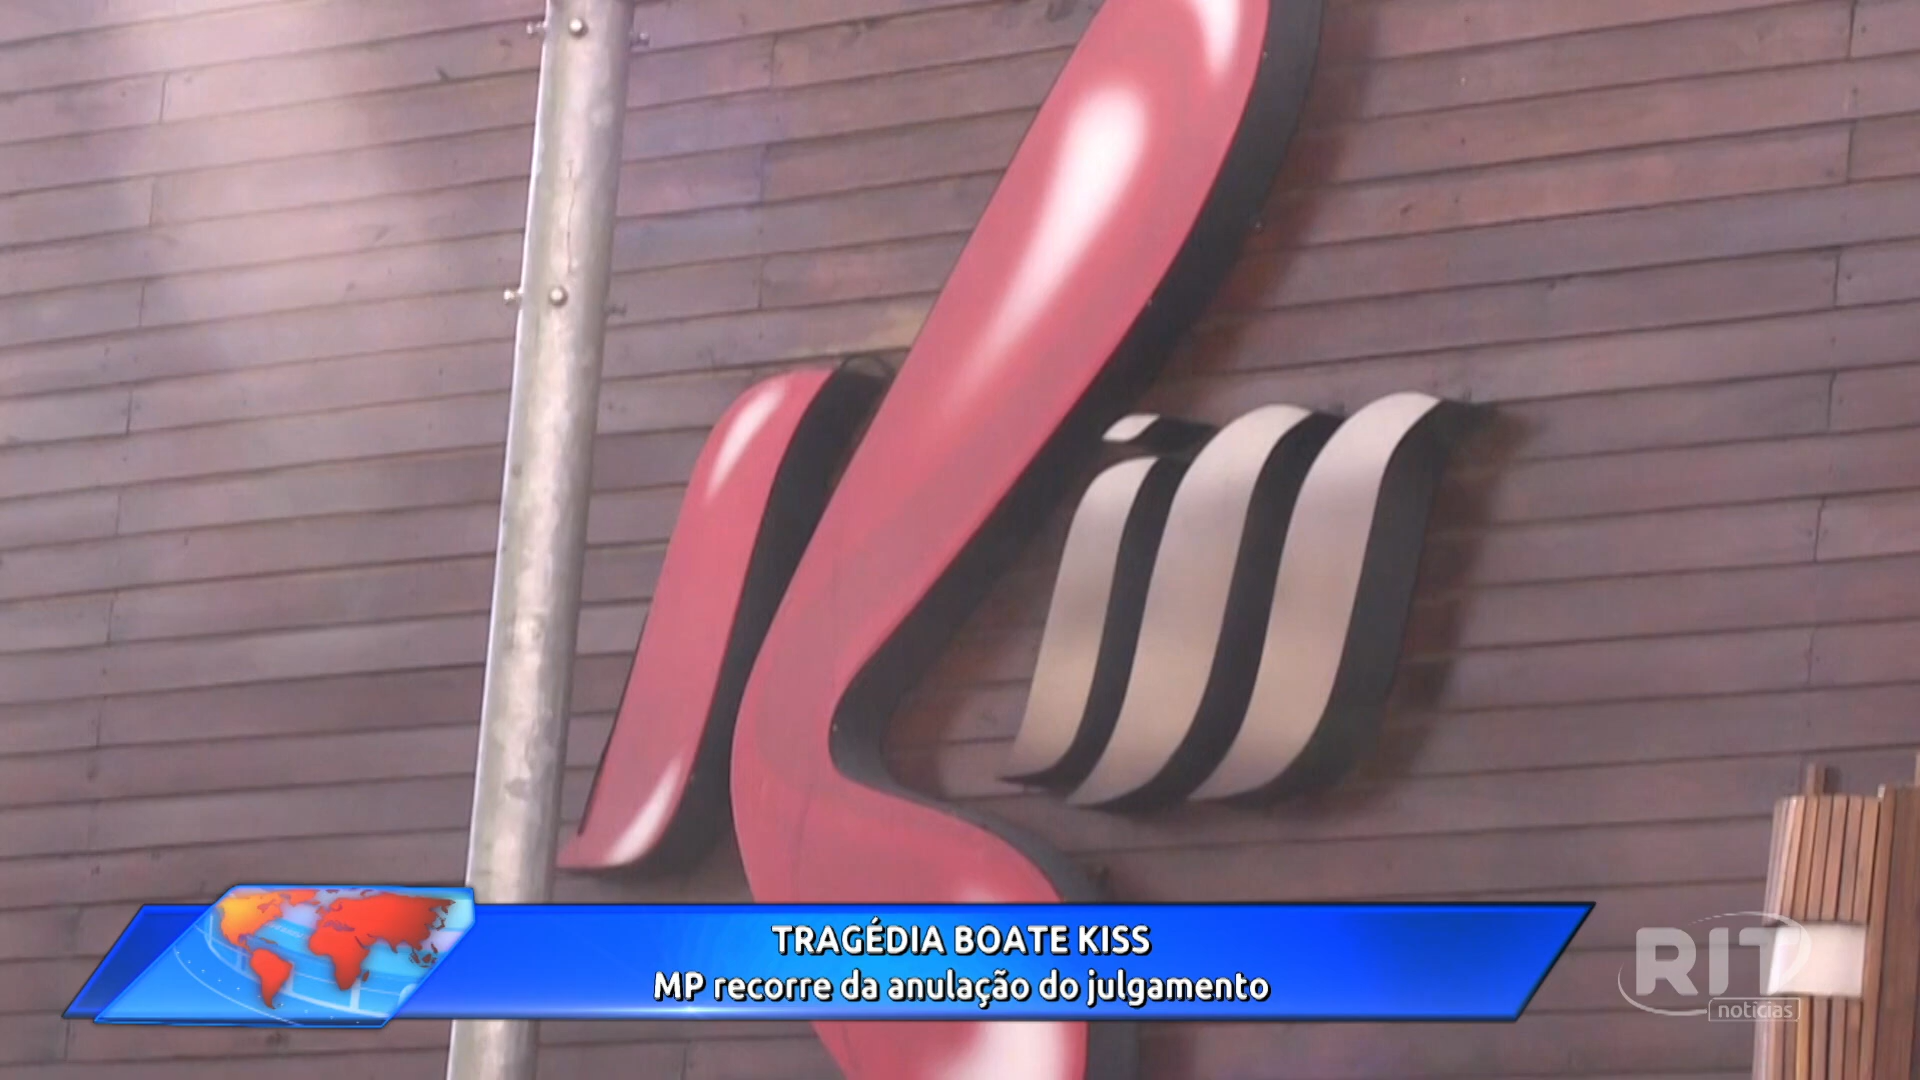 Kiss
TRAGÉDIA BOATE KISS
MP recorre da anulação do julgamento
RIT
notícias